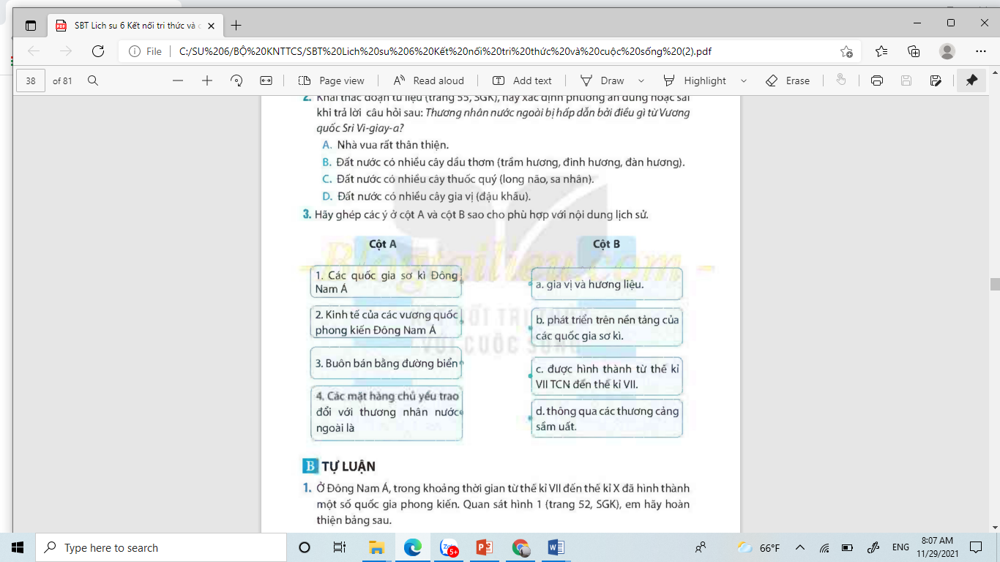 SBT Lich su 6 Kết nối tri thức và c
File
C:/SU%206/BỘ%20KNTTCS/SBT%20Lich%20su%206%20Kết%20nối%20tri%20thức%20và%20cuộc%20sống%20(2).pdf
38 of 81
Page view
Read aloud
Add text
Draw
Highlight
Erase
2. Khai thác đoạn tư liệu (trang 55, SGK), hãy xác định phương án đúng hoặc sai
khi trả lời câu hỏi sau: Thương nhân nước ngoài bị hấp dẫn bởi điều gì từ Vương
quốc Sri Vi-giay-a?
A. Nhà vua rất thân thiện.
B. Đất nước có nhiều cây dầu thơm (trầm hương, đinh hương, đàn hương).
C. Đất nước có nhiều cây thuốc quý (long não, sa nhân).
D. Đất nước có nhiều cây gia vị (đậu khấu).
3. Hãy ghép các ý ở cột A và cột B sao cho phù hợp với nội dung lịch sử.
Cột A
Cột B
- Blogtailieu.com -
KẾT NỐI TRI THỨC
VỚI CUỘC SỐNG
1. Các quốc gia sơ kì Đông
Nam Á
2. Kinh tế của các vương quốc
phong kiến Đông Nam Á
3. Buôn bán bằng đường biển
4. Các mặt hàng chủ yếu trao
đổi với thương nhân nước
ngoài là
a. gia vị và hương liệu.
b. phát triển trên nền tảng của
các quốc gia sơ kì.
c. được hình thành từ thế kỉ
VII TCN đến thế kỉ VII.
d. thông qua các thương cảng
sầm uất.
B TỰ LUẬN
1. Ở Đông Nam Á, trong khoảng thời gian từ thế kỉ VII đến thế kỉ X đã hình thành
một số quốc gia phong kiến. Quan sát hình 1 (trang 52, SGK), em hãy hoàn
thiện bảng sau.
Type here to search
Zalo
5+
66°F
ENG
8:07 AM
11/29/2021